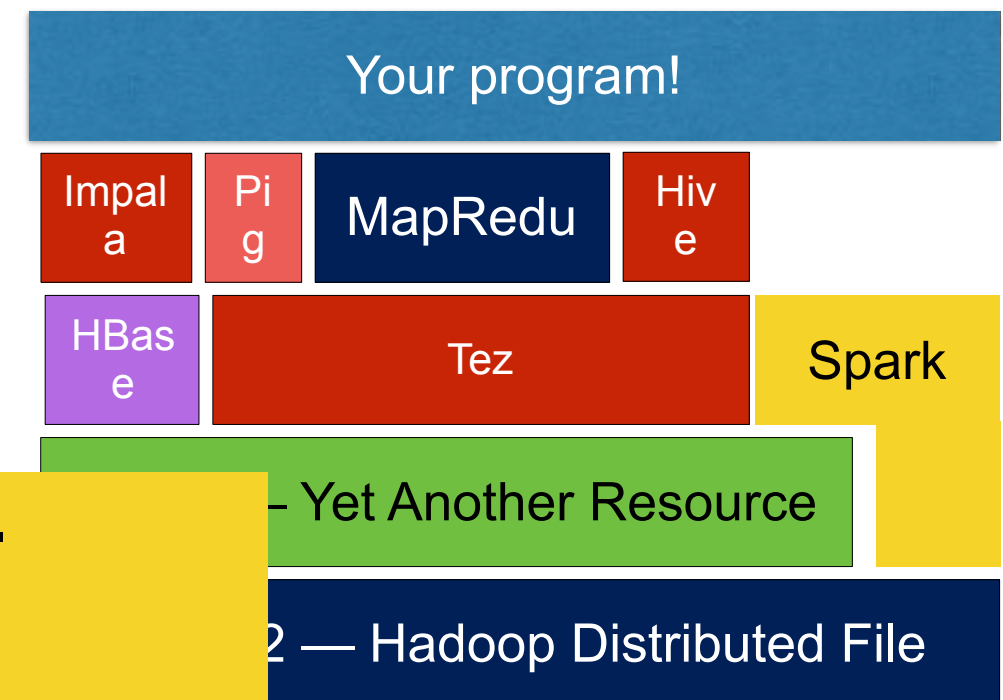 Your program!
Impal
a
Pi
g
MapRedu
Hiv
e
HBas
e
Tez
Spark
– Yet Another Resource
2 — Hadoop Distributed File